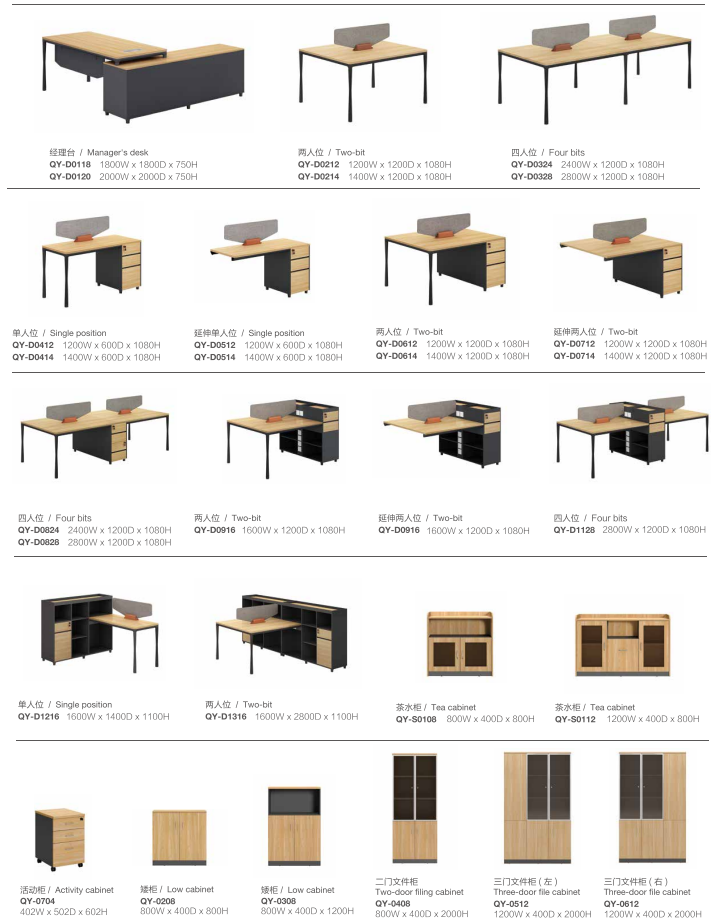 经理台 / Manager's desk
QY-D0118 1800W x 1800D x 750H
QY-D0120 2000W x 2000D x 750H
两人位 / Two-bit
QY-D0212 1200W x 1200D x 1080H
QY-D0214 1400W x 1200D x 1080H
四人位 / Four bits
QY-D0324 2400W x 1200D x 1080H
QY-D0328 2800W x 1200D x 1080H
单人位 / Single position
QY-D0412 1200W x 600D x 1080H
QY-D0414 1400W x 600D x 1080H
延伸单人位 / Single position
QY-D0512 1200W x 600D x 1080H
QY-D0514 1400W x 600D x 1080H
两人位 / Two-bit
QY-D0612 1200W x 1200D x 1080H
QY-D0614 1400W x 1200D x 1080H
延伸两人位 / Two-bit
QY-D0712 1200W x 1200D x 1080H
QY-D0714 1400W x 1200D x 1080H
四人位 / Four bits
QY-D0824 2400W x 1200D x 1080H
QY-D0828 2800W x 1200D x 1080H
两人位 / Two-bit
QY-D0916 1600W x 1200D x 1080H
延伸两人位 / Two-bit
QY-D0916 1600W x 1200D x 1080H
四人位 / Four bits
QY-D1128 2800W x 1200D x 1080H
单人位 / Single position
QY-D1216 1600W x 1400D x 1100H
两人位 / Two-bit
QY-D1316 1600W x 2800D x 1100H
茶水柜 / Tea cabinet
QY-S0108 800W x 400D x 800H
茶水柜 / Tea cabinet
QY-S0112 1200W x 400D x 800H
活动柜 / Activity cabinet
QY-0704
402W x 502D x 602H
矮柜 / Low cabinet
QY-0208
800W x 400D x 800H
矮柜 / Low cabinet
QY-0308
800W x 400D x 1200H
二门文件柜
Two-door filing cabinet
QY-0408
800W x 400D x 2000H
三门文件柜 ( 左 )
Three-door file cabinet
QY-0512
1200W x 400D x 2000H
三门文件柜 ( 右 )
Three-door file cabinet
QY-0612
1200W x 400D x 2000H